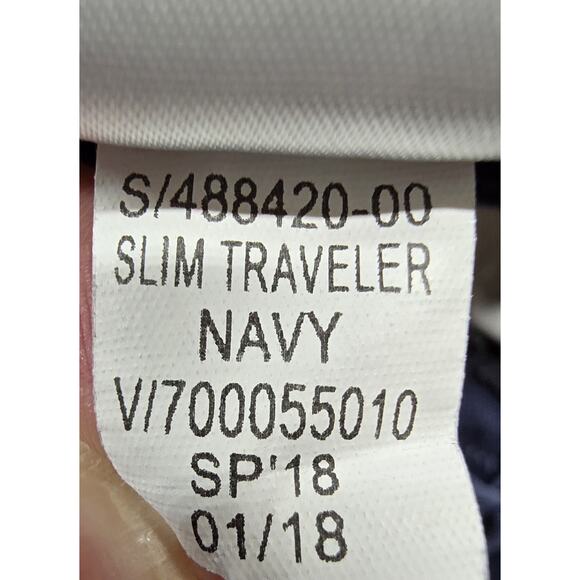 S/488420-00
SLIM TRAVELER
NAVY
V/700055010
SP'18
01/18